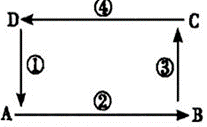 D ④ C
① ③
A ② B